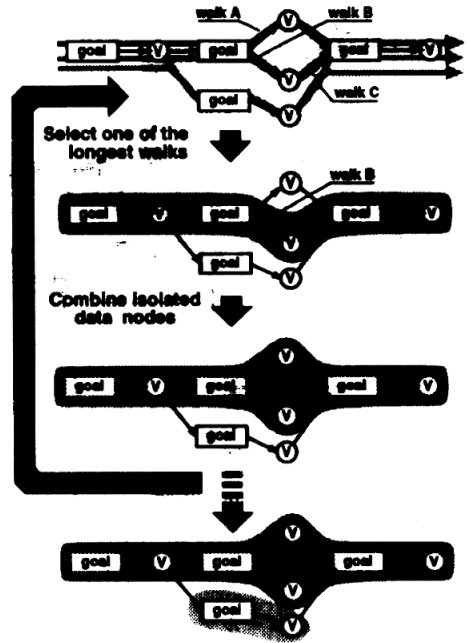 walk A V walk B
goal V goal goal V
V
goal V walk C
Select one of the
longest walks
V walk B
goal V goal goal V
V
goal V
Combine isolated
data nodes
V
goal V goal goal V
V
goal V
V
goal V goal goal V
V
goal V